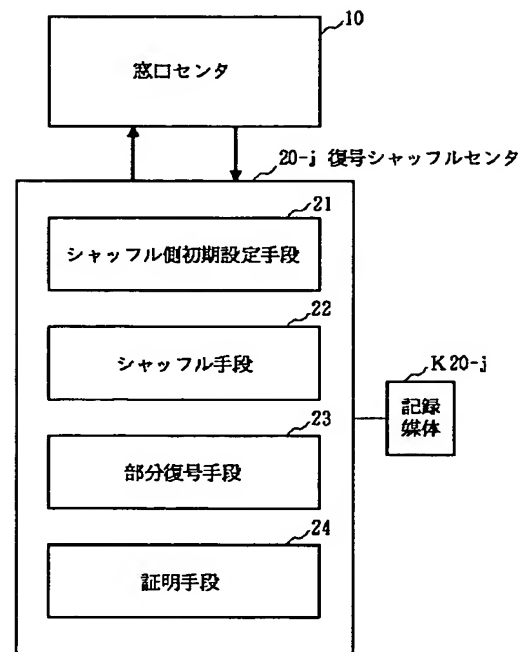 10
窓口センタ
20-j 復号シャッフルセンタ
21
シャッフル側初期設定手段
22
シャッフル手段
K20-j
記録
媒体
23
部分復号手段
24
証明手段